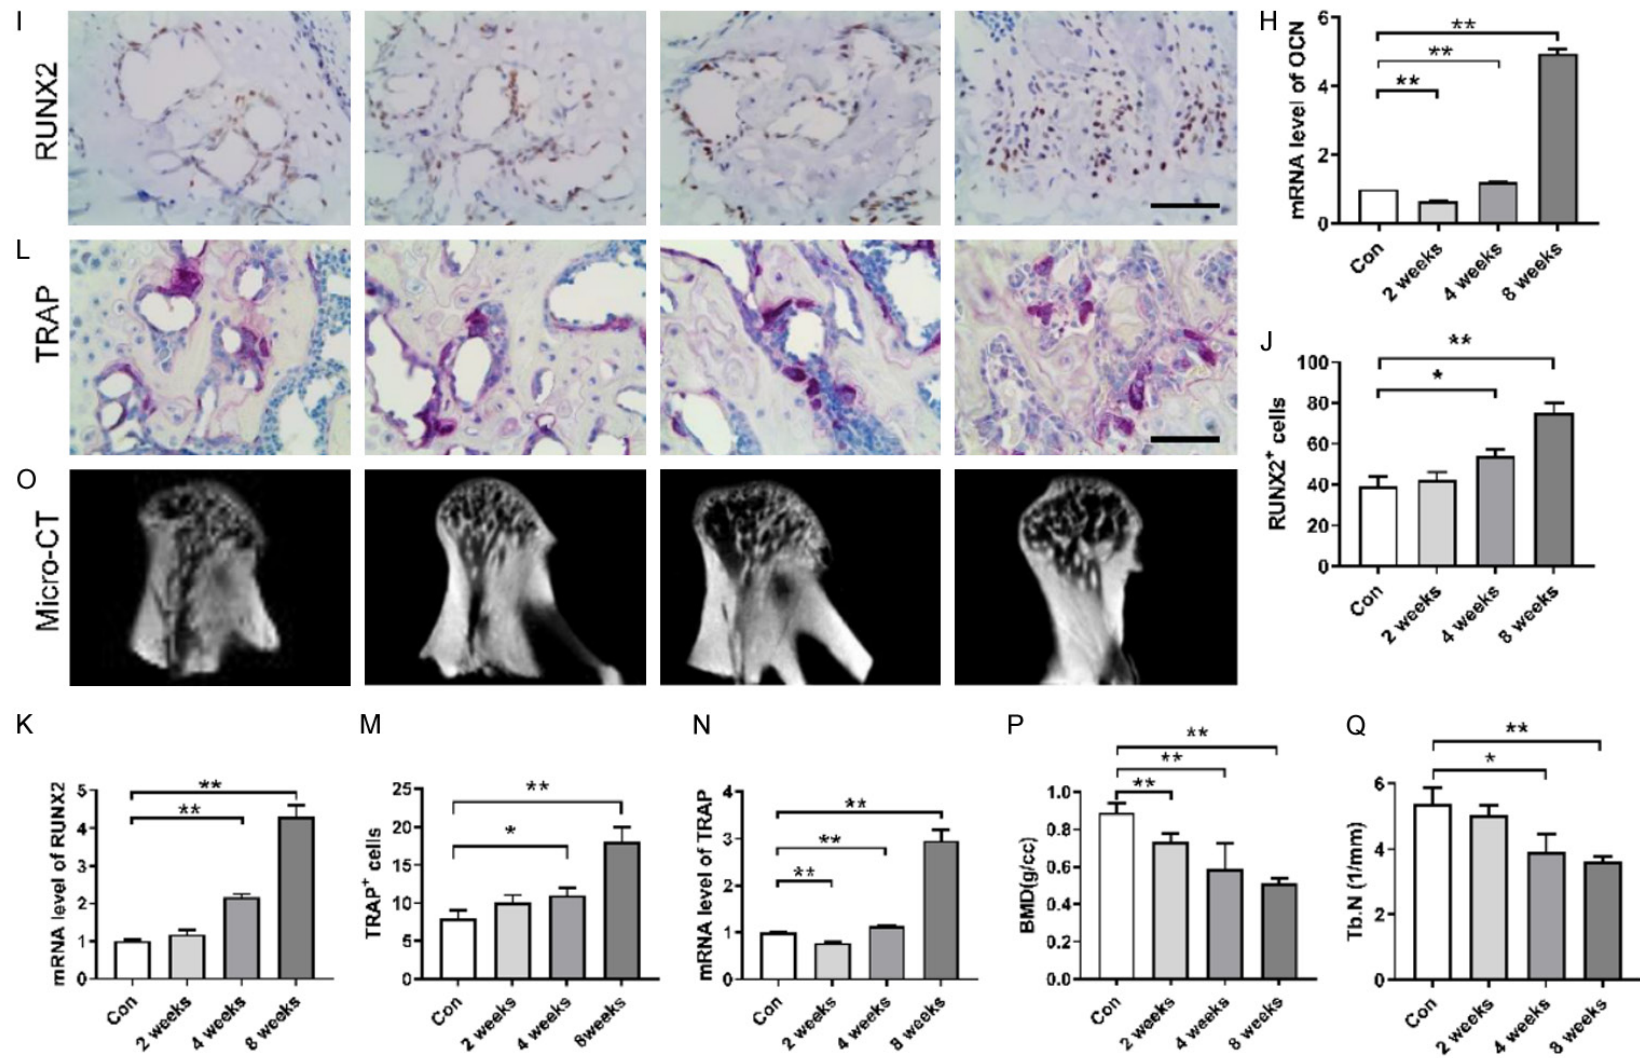 I
RUNX2
H
mRNA level of OCN
6
4
2
0
**
**
**
Con
2 weeks
4 weeks
8 weeks
L
TRAP
J
RUNX2+ cells
100
80
60
40
20
0
**
*
Con
2 weeks
4 weeks
8 weeks
O
Micro-CT
K
mRNA level of RUNX2
5
4
3
2
1
0
**
**
Con
2 weeks
4 weeks
8 weeks
M
TRAP+ cells
25
20
15
10
5
0
**
*
Con
2 weeks
4 weeks
8weeks
N
mRNA level of TRAP
4
3
2
1
0
**
**
**
Con
2 weeks
4 weeks
8 weeks
P
BMD(g/cc)
1.0
0.8
0.6
0.4
0.2
0.0
**
**
**
Con
2 weeks
4 weeks
8 weeks
Q
Tb.N (1/mm)
6
4
2
0
**
*
Con
2 weeks
4 weeks
8 weeks